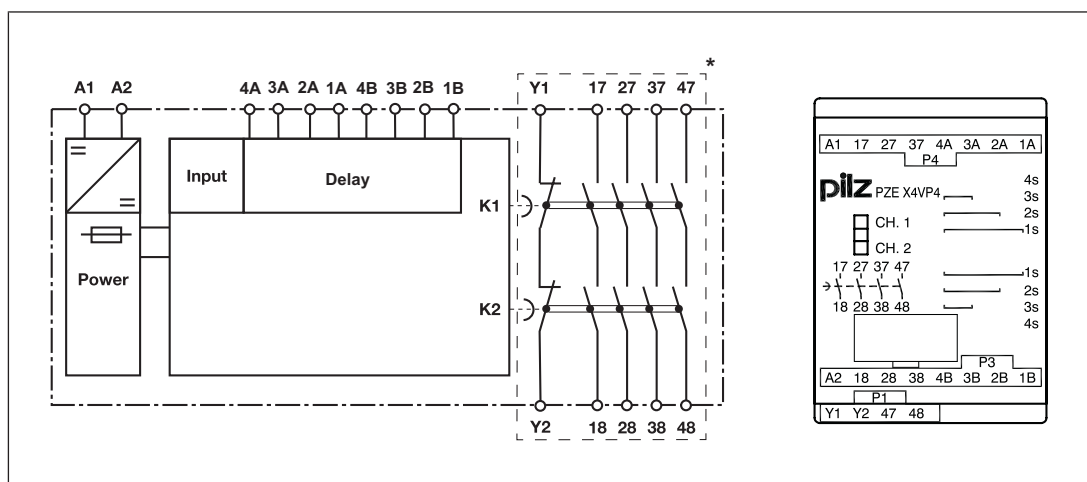 *
A1 A2 4A 3A 2A 1A 4B 3B 2B 1B Y1 17 27 37 47
Input Delay
K1
Power
K2
Y2 18 28 38 48
A1 17 27 37 4A 3A 2A 1A
P4
pilz PZE X4VP4
4s
3s
2s
1s
CH. 1
CH. 2
17 27 37 47
18 28 38 48
1s
2s
3s
4s
P3
A2 18 28 38 4B 3B 2B 1B
P1
Y1 Y2 47 48